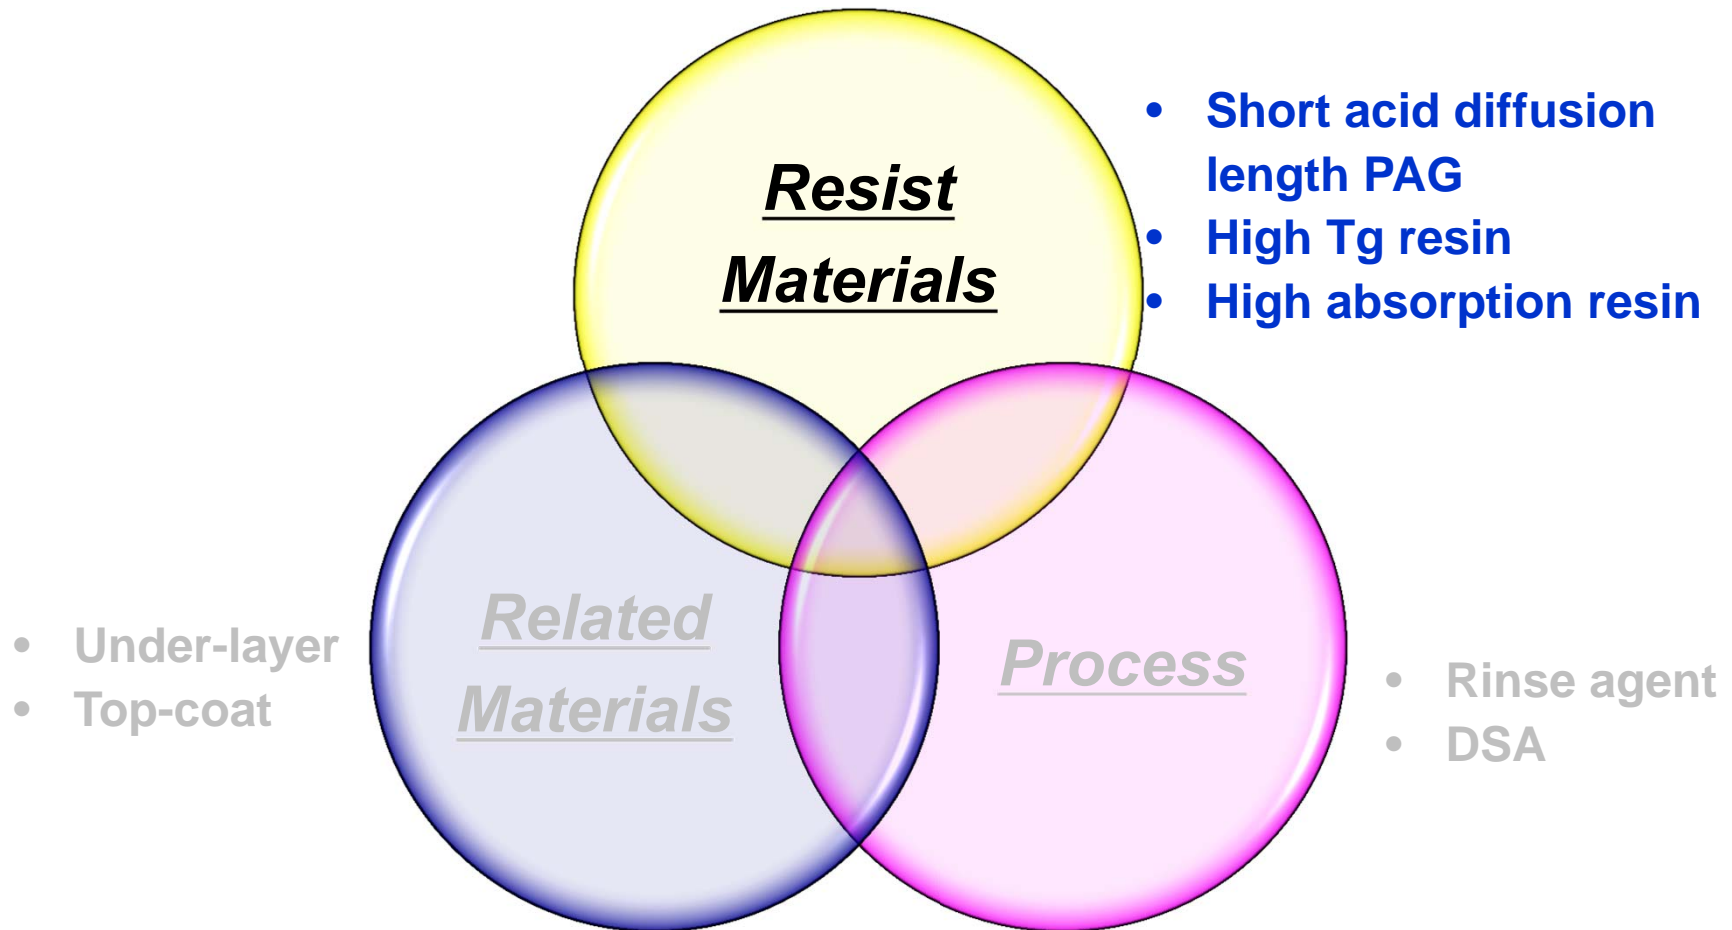 Resist
Materials
• Short acid diffusion
length PAG
• High Tg resin
• High absorption resin
Related
Materials
• Under-layer
• Top-coat
Process
• Rinse agent
• DSA